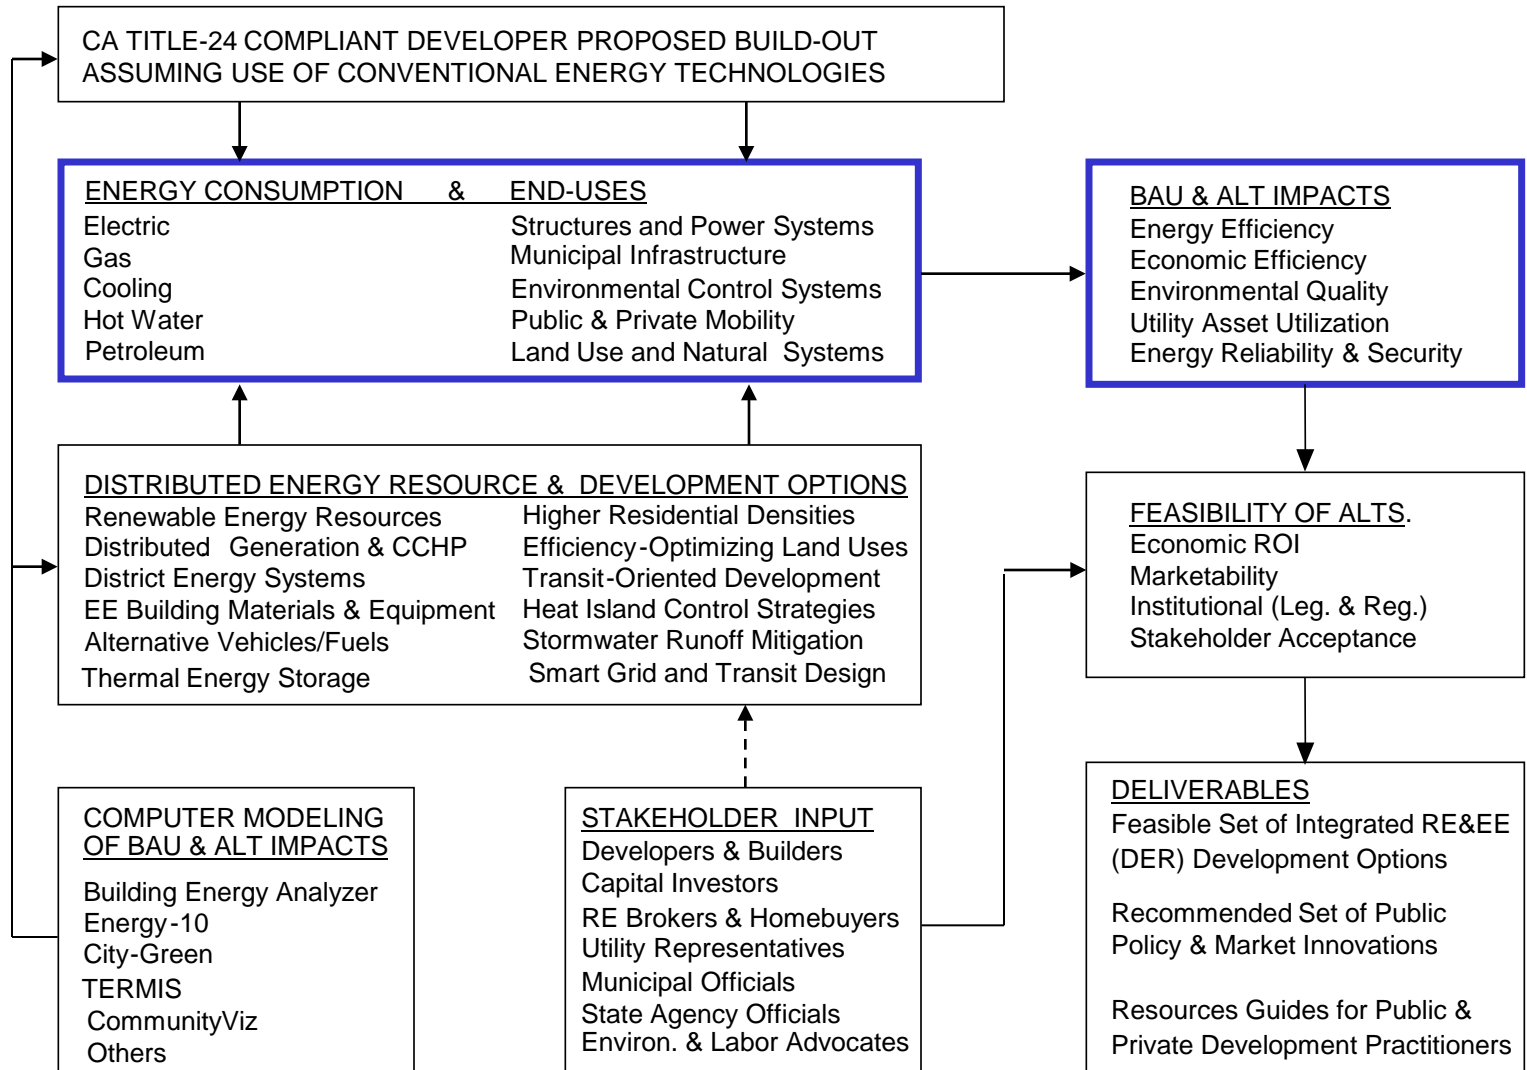 CA TITLE-24 COMPLIANT DEVELOPER PROPOSED BUILD-OUT
ASSUMING USE OF CONVENTIONAL ENERGY TECHNOLOGIES
ENERGY CONSUMPTION & END-USES
Electric
Gas
Cooling
Hot Water
Petroleum
Structures and Power Systems
Municipal Infrastructure
Environmental Control Systems
Public & Private Mobility
Land Use and Natural Systems
BAU & ALT IMPACTS
Energy Efficiency
Economic Efficiency
Environmental Quality
Utility Asset Utilization
Energy Reliability & Security
DISTRIBUTED ENERGY RESOURCE & DEVELOPMENT OPTIONS
Renewable Energy Resources
Distributed Generation & CCHP
District Energy Systems
EE Building Materials & Equipment
Alternative Vehicles/Fuels
Thermal Energy Storage
Higher Residential Densities
Efficiency-Optimizing Land Uses
Transit-Oriented Development
Heat Island Control Strategies
Stormwater Runoff Mitigation
Smart Grid and Transit Design
FEASIBILITY OF ALTS.
Economic ROI
Marketability
Institutional (Leg. & Reg.)
Stakeholder Acceptance
COMPUTER MODELING
OF BAU & ALT IMPACTS
Building Energy Analyzer
Energy-10
City-Green
TERMIS
CommunityViz
Others
STAKEHOLDER INPUT
Developers & Builders
Capital Investors
RE Brokers & Homebuyers
Utility Representatives
Municipal Officials
State Agency Officials
Environ. & Labor Advocates
DELIVERABLES
Feasible Set of Integrated RE&EE
(DER) Development Options
Recommended Set of Public
Policy & Market Innovations
Resources Guides for Public &
Private Development Practitioners